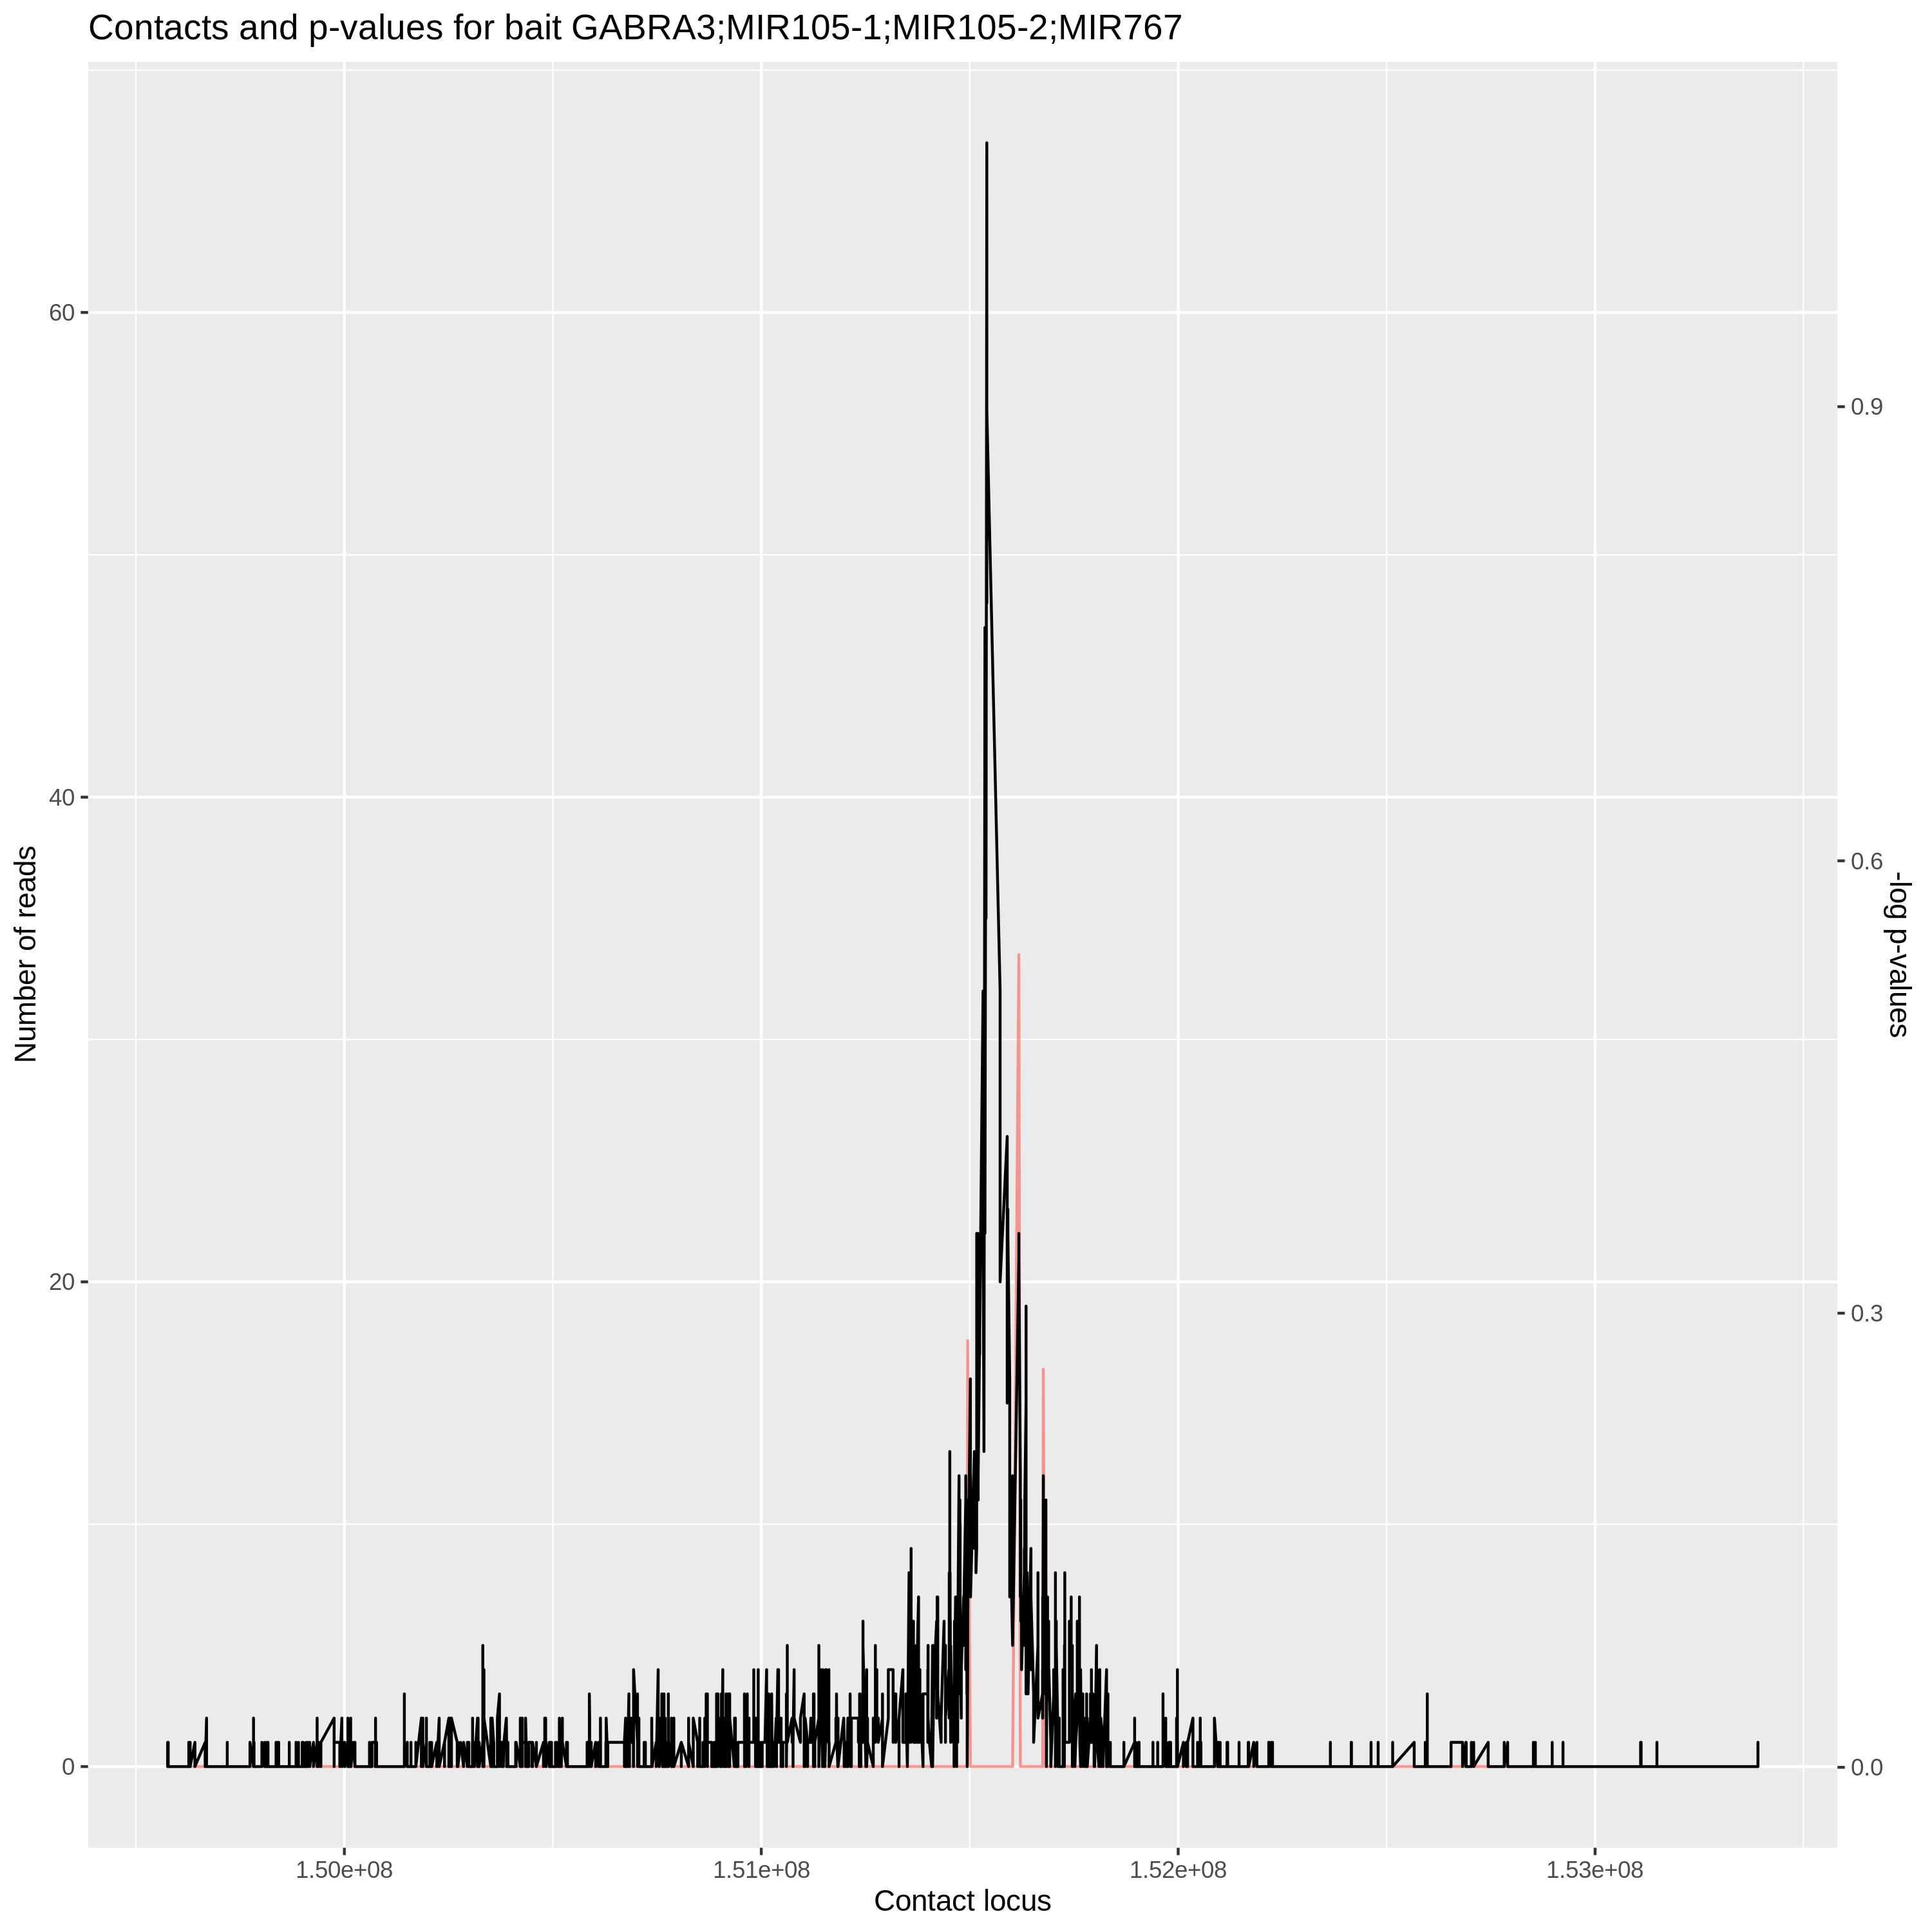 Contacts and p-values for bait GABRA3;MIR105-1;MIR105-2;MIR767
60
40
20
0
Number of reads
0.9
0.6
0.3
0.0
-log p-values
1.50e+08
1.51e+08
1.52e+08
1.53e+08
Contact locus